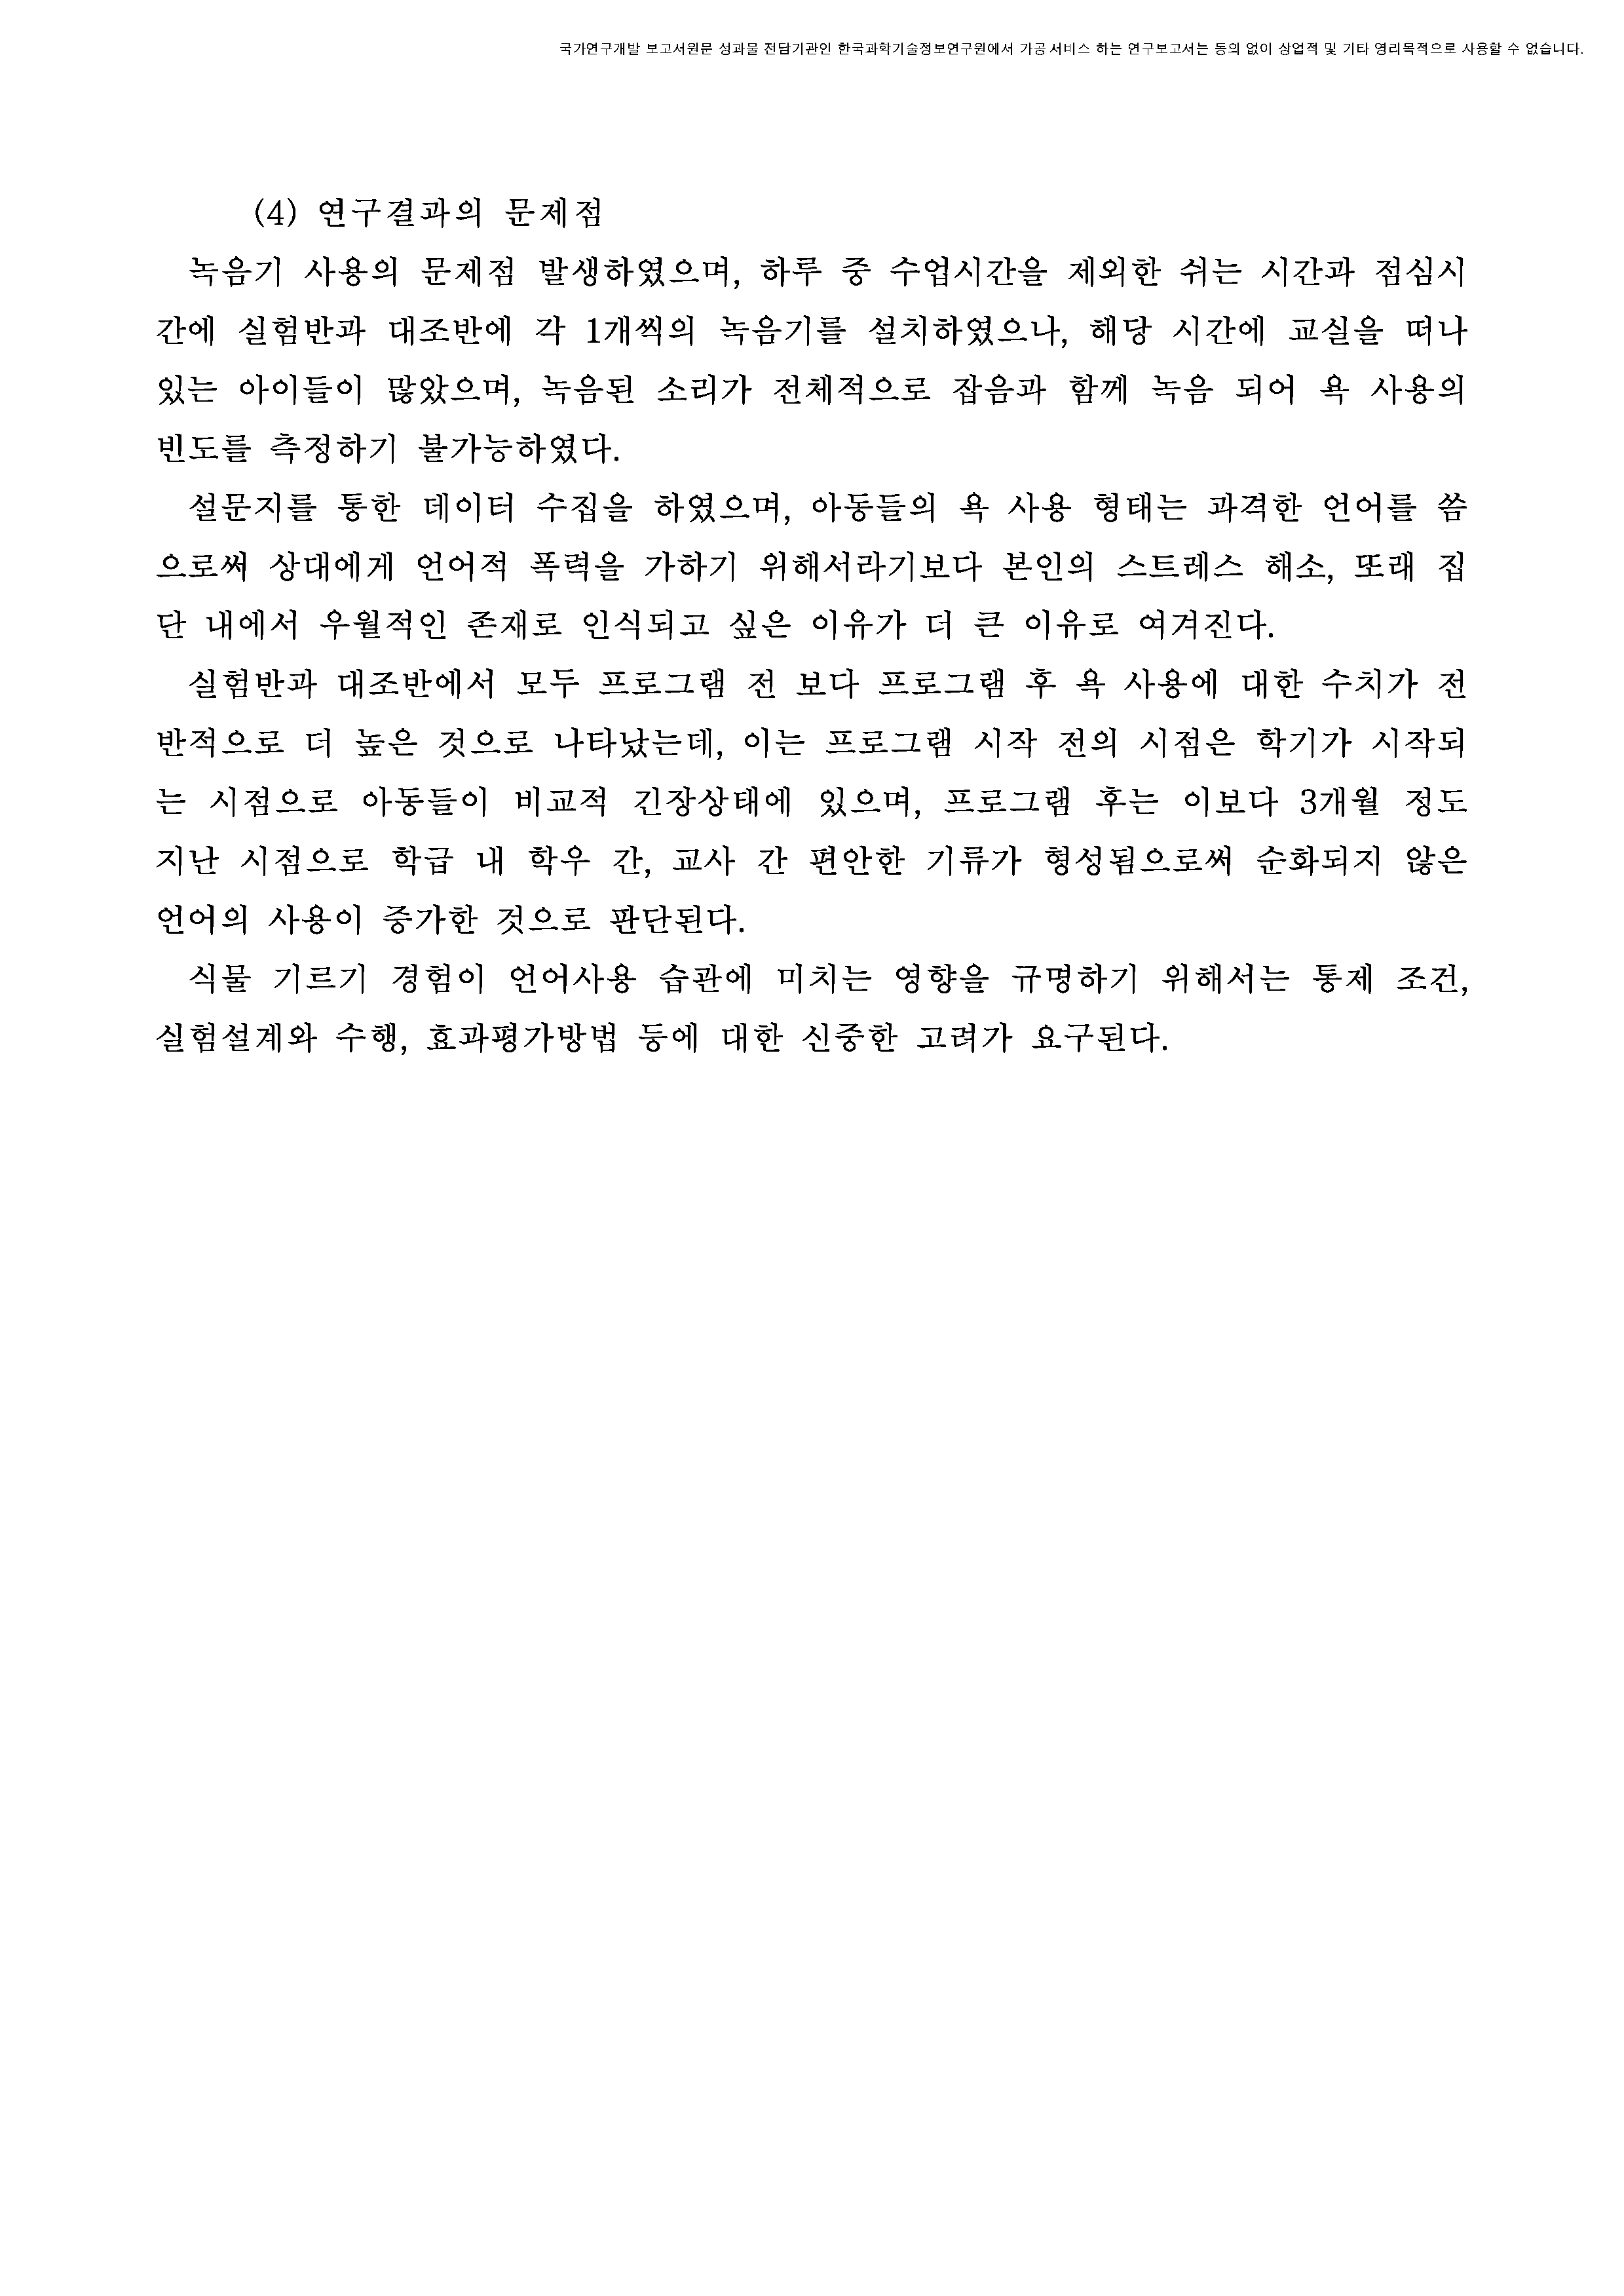 국가연구개발 보고서원문 성과물 전담기관인 한국과학기술정보연구원에서 가공·서비스 하는 연구보고서는 동의 없이 상업적 및 기타 영리목적으로 사용할 수 없습니다.
(4) 연구결과의 문제점
녹음기 사용의 문제점 발생하였으며, 하루 중 수업시간을 제외한 쉬는 시간과 점심시
간에 실험반과 대조반에 각 1개씩의 녹음기를 설치하였으나, 해당 시간에 교실을 떠나
있는 아이들이 많았으며, 녹음된 소리가 전체적으로 잡음과 함께 녹음 되어 욕 사용의
빈도를 측정하기 불가능하였다.
설문지를 통한 데이터 수집을 하였으며, 아동들의 욕 사용 형태는 과격한 언어를 씀
으로써 상대에게 언어적 폭력을 가하기 위해서라기보다 본인의 스트레스 해소, 또래 집
단 내에서 우월적인 존재로 인식되고 싶은 이유가 더 큰 이유로 여겨진다.
실험반과 대조반에서 모두 프로그램 전 보다 프로그램 후 욕 사용에 대한 수치가 전
반적으로 더 높은 것으로 나타났는데, 이는 프로그램 시작 전의 시점은 학기가 시작되
는 시점으로 아동들이 비교적 긴장상태에 있으며, 프로그램 후는 이보다 3개월 정도
지난 시점으로 학급 내 학우 간, 교사 간 편안한 기류가 형성됨으로써 순화되지 않은
언어의 사용이 증가한 것으로 판단된다.
식물 기르기 경험이 언어사용 습관에 미치는 영향을 규명하기 위해서는 통제 조건,
실험설계와 수행, 효과평가방법 등에 대한 신중한 고려가 요구된다.